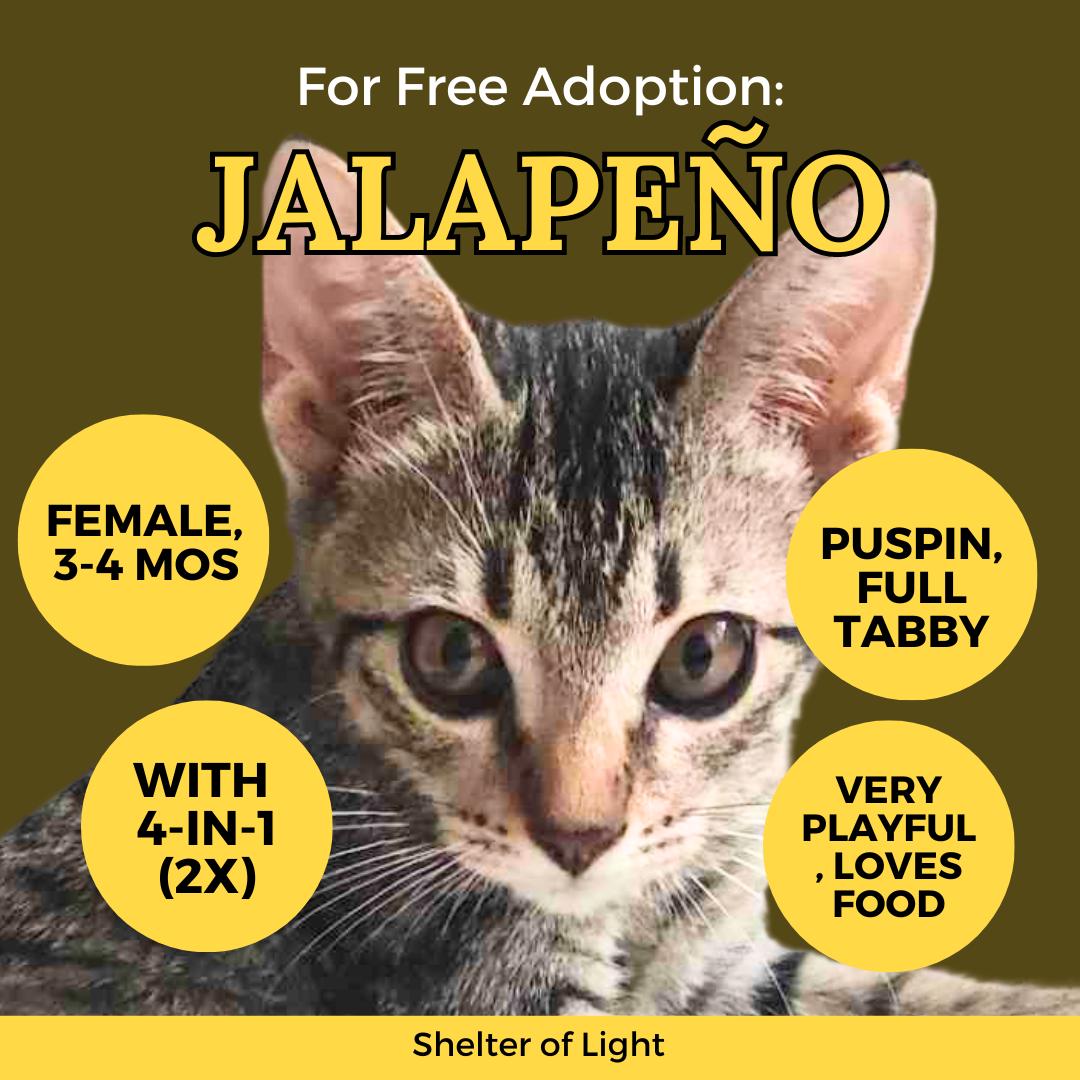 For Free Adoption:
JALAPEÑO
FEMALE,
3-4 MOS
PUSPIN,
FULL
TABBY
WITH
4-IN-1
(2X)
VERY
PLAYFUL
, LOVES
FOOD
Shelter of Light